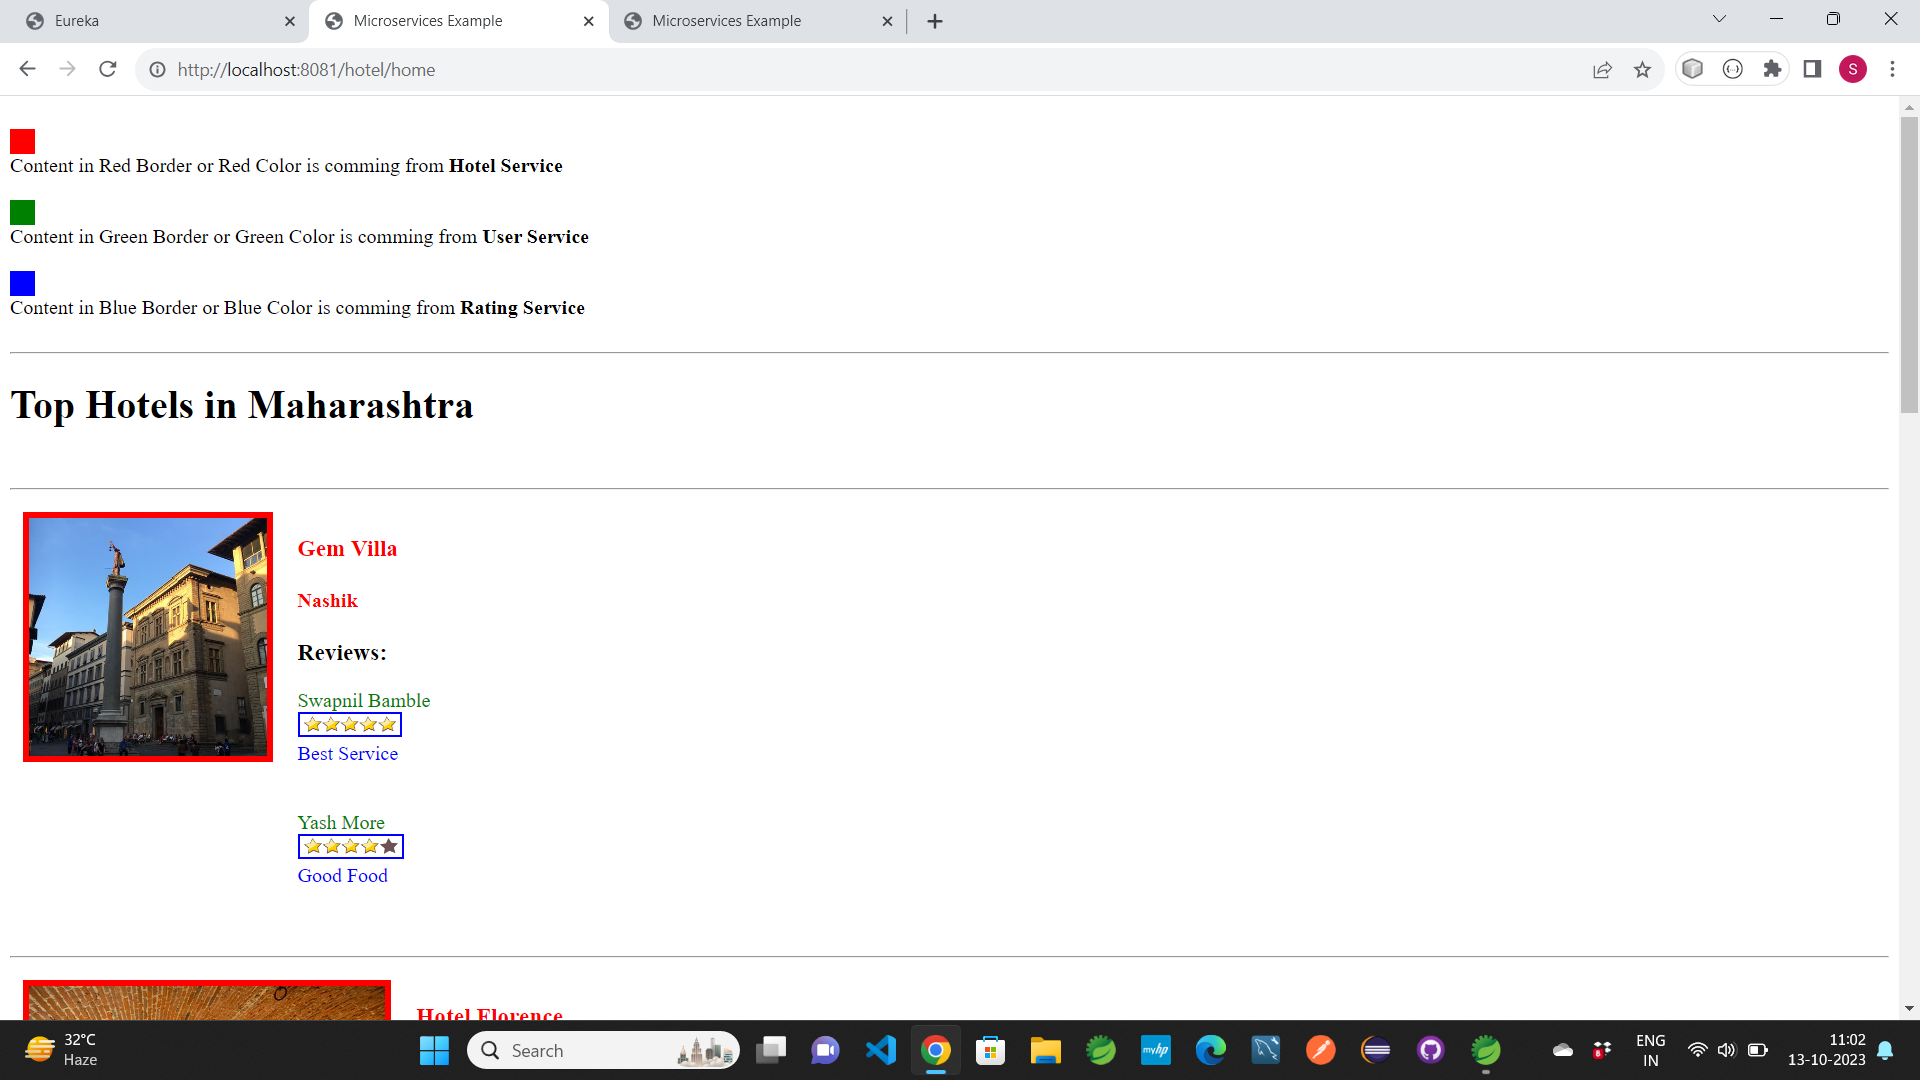 Eureka
Microservices Example
Microservices Example
http://localhost:8081/hotel/home
S
Content in Red Border or Red Color is comming from Hotel Service
Content in Green Border or Green Color is comming from User Service
Content in Blue Border or Blue Color is comming from Rating Service
Top Hotels in Maharashtra
Gem Villa
Nashik
Reviews:
Swapnil Bamble
Best Service
Yash More
Good Food
Hotel Florence
32°C
Haze
Search
myhp
8
ENG
IN
11:02
13-10-2023